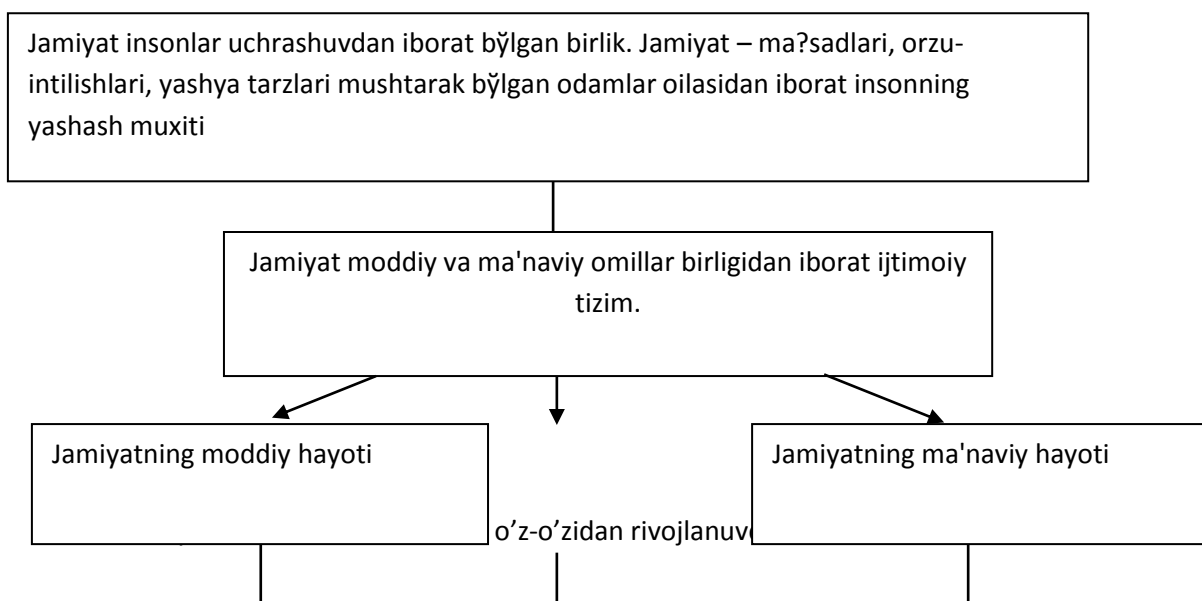 Jamiyat insonlar uchrashuvdan iborat bўlgan birlik. Jamiyat – ma?sadlari, orzu-
intilishlari, yashya tarzlari mushtarak bўlgan odamlar oilasidan iborat insonning
yashash muxiti
Jamiyat moddiy va ma'naviy omillar birligidan iborat ijtimoiy
tizim.
Jamiyatning moddiy hayoti
Jamiyatning ma'naviy hayoti
o’z-o’zidan